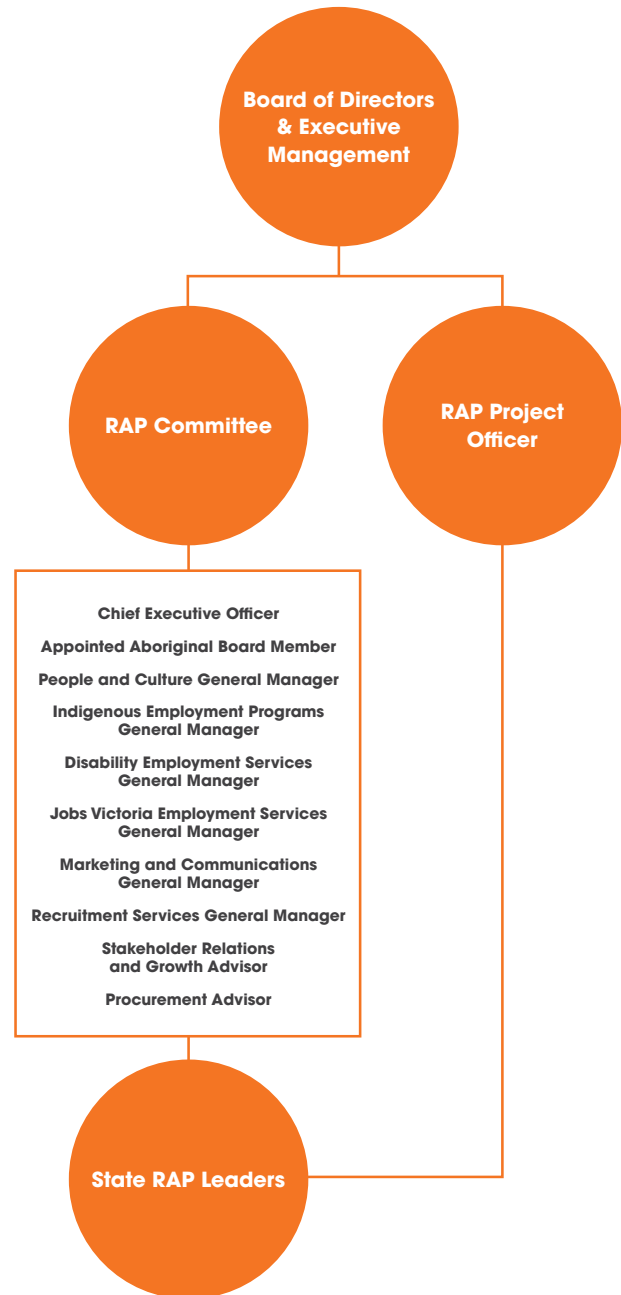 Board of Directors
& Executive
Management
RAP Committee
RAP Project
Officer
Chief Executive Officer
Appointed Aboriginal Board Member
People and Culture General Manager
Indigenous Employment Programs
General Manager
Disability Employment Services
General Manager
Jobs Victoria Employment Services
General Manager
Marketing and Communications
General Manager
Recruitment Services General Manager
Stakeholder Relations
and Growth Advisor
Procurement Advisor
State RAP Leaders